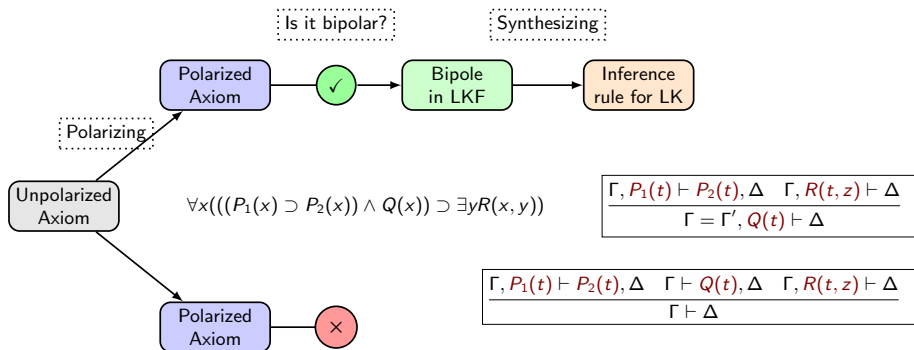 Is it bipolar?
Synthesizing
Polarized
Axiom
✓
Bipole
in LKF
Inference
rule for LK
Polarizing
Unpolarized
Axiom
∀x(((P₁(x) ⊃ P₂(x)) ∧ Q(x)) ⊃ ∃yR(x, y))
Γ, P₁(t) ⊢ P₂(t), Δ Γ, R(t, z) ⊢ Δ
Γ = Γ′, Q(t) ⊢ Δ
Γ, P₁(t) ⊢ P₂(t), Δ Γ ⊢ Q(t), Δ Γ, R(t, z) ⊢ Δ
Γ ⊢ Δ
Polarized
Axiom
×